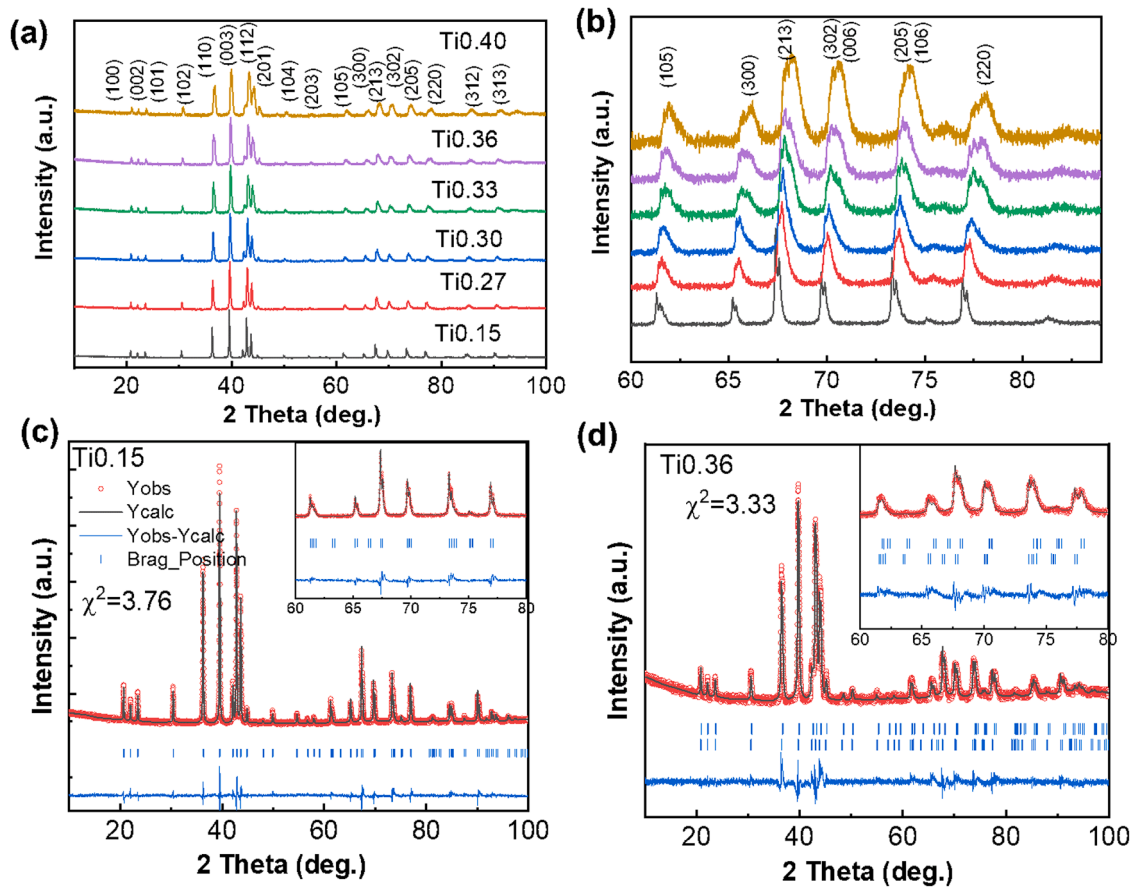 (a)
Ti0.40
(100)
(002)
(101)
(102)
(110)
(003)
(112)
(201)
(104)
(203)
(105)
(300)
(213)
(302)
(205)
(220)
(312)
(313)
Ti0.36
Ti0.33
Ti0.30
Ti0.27
Ti0.15
Intensity (a.u.)
20 40 60 80 100
2 Theta (deg.)
(b)
(105)
(300)
(213)
(302)
(006)
(205)
(106)
(220)
Intensity (a.u.)
60 65 70 75 80
2 Theta (deg.)
(c)
Ti0.15
Yobs
Ycalc
Yobs-Ycalc
Brag_Position
χ²=3.76
60 65 70 75 80
Intensity (a.u.)
20 40 60 80 100
2 Theta (deg.)
(d)
Ti0.36
χ²=3.33
60 65 70 75 80
Intensity (a.u.)
20 40 60 80 100
2 Theta (deg.)